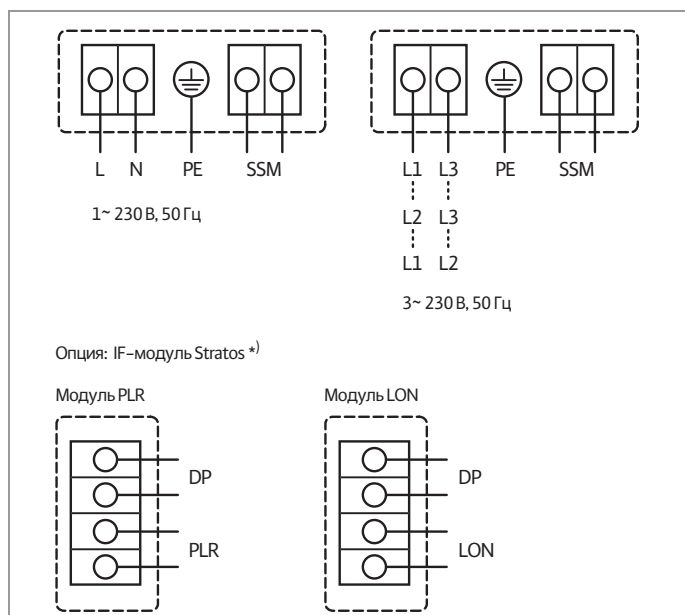 L N PE SSM
1~ 230 В, 50 Гц
L1 L3 PE SSM
L2 L3
L1 L2
3~ 230 В, 50 Гц
Опция: IF-модуль Stratos *)
Модуль PLR
DP
PLR
Модуль LON
DP
LON